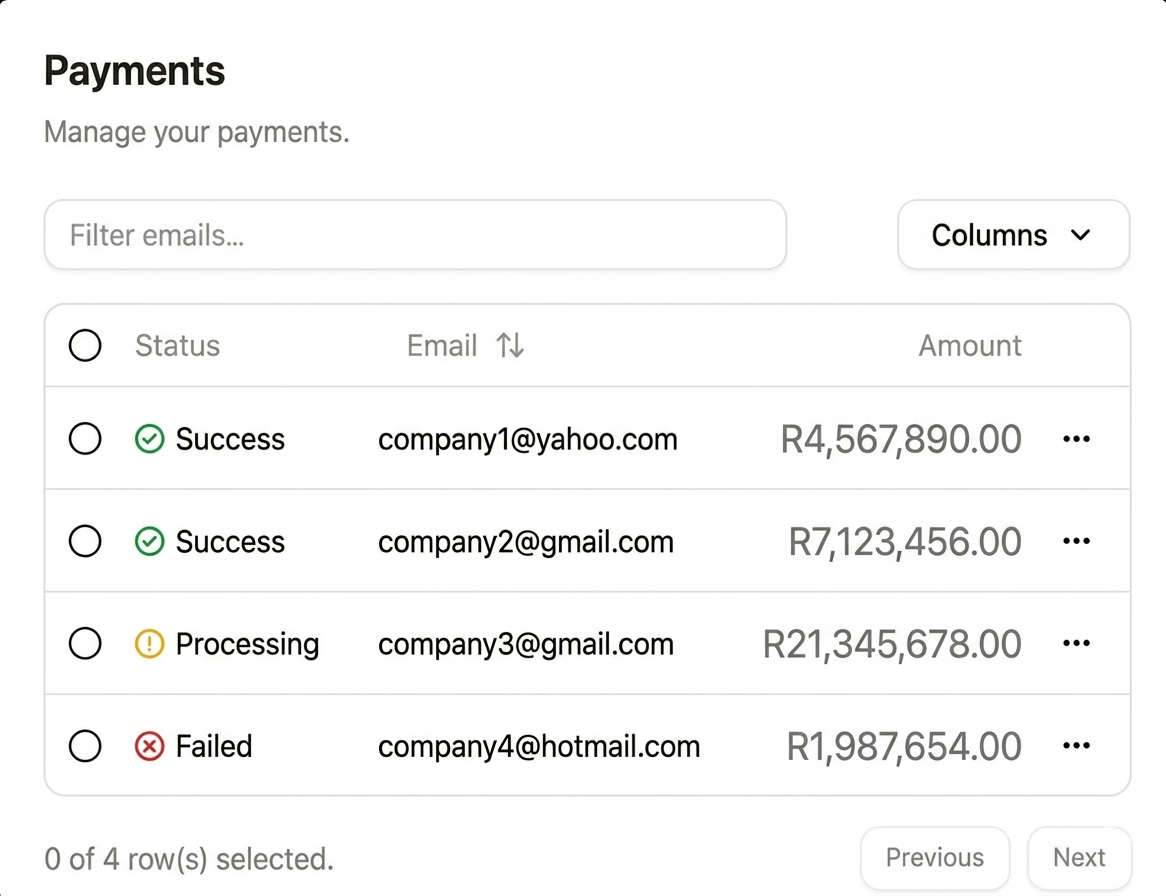 Payments
Manage your payments.
Filter emails...
Columns
Status Email Amount
Success company1@yahoo.com R4,567,890.00
Success company2@gmail.com R7,123,456.00
Processing company3@gmail.com R21,345,678.00
Failed company4@hotmail.com R1,987,654.00
0 of 4 row(s) selected.
Previous Next